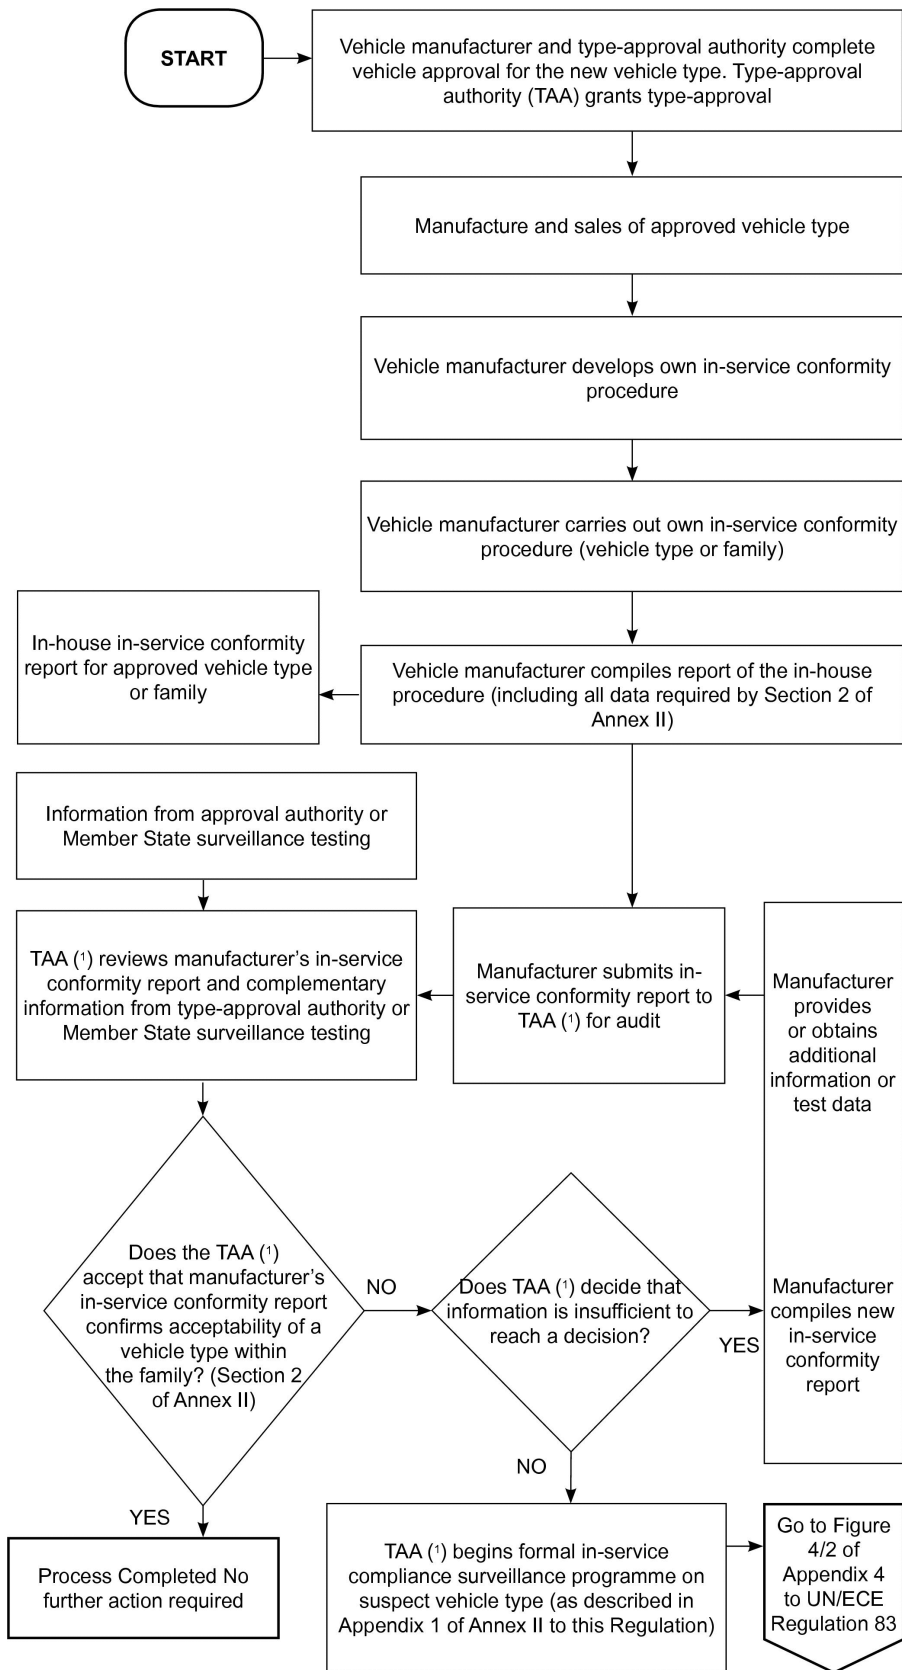 START
Vehicle manufacturer and type-approval authority complete
vehicle approval for the new vehicle type. Type-approval
authority (TAA) grants type-approval
Manufacture and sales of approved vehicle type
Vehicle manufacturer develops own in-service conformity
procedure
Vehicle manufacturer carries out own in-service conformity
procedure (vehicle type or family)
In-house in-service conformity
report for approved vehicle type
or family
Vehicle manufacturer compiles report of the in-house
procedure (including all data required by Section 2 of
Annex II)
Information from approval authority or
Member State surveillance testing
TAA (¹) reviews manufacturer’s in-service
conformity report and complementary
information from type-approval authority or
Member State surveillance testing
Manufacturer submits in-
service conformity report to
TAA (¹) for audit
Manufacturer
provides
or obtains
additional
information or
test data
Does the TAA (¹)
accept that manufacturer’s
in-service conformity report
confirms acceptability of a
vehicle type within
the family? (Section 2
of Annex II)
NO
Does TAA (¹) decide that
information is insufficient to
reach a decision?
YES
Manufacturer
compiles new
in-service
conformity
report
NO
YES
Process Completed No
further action required
TAA (¹) begins formal in-service
compliance surveillance programme on
suspect vehicle type (as described in
Appendix 1 of Annex II to this Regulation)
Go to Figure
4/2 of
Appendix 4
to UN/ECE
Regulation 83